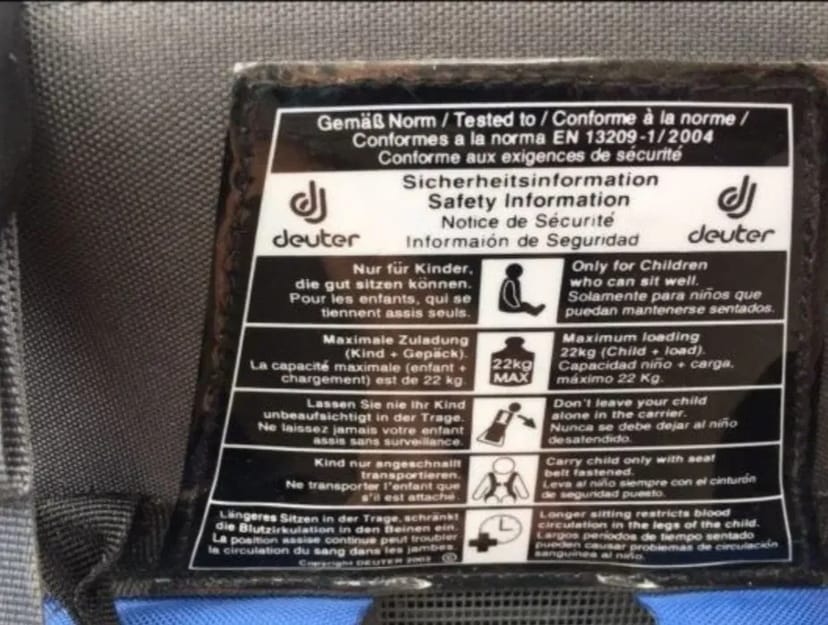 Gemäß Norm / Tested to / Conforme à la norme /
Conformes a la norma EN 13209-1/2004
Conforme aux exigences de sécurité
deuter
Sicherheitsinformation
Safety Information
Notice de Sécurité
Informaión de Seguridad
deuter
Nur für Kinder,
die gut sitzen können.
Pour les enfants, qui se
tiennent assis seuls.
Only for Children
who can sit well.
Solamente para niños que
puedan mantenerse sentados.
Maximale Zuladung
(Kind + Gepäck).
La capacité maximale (enfant +
chargement) est de 22 kg.
22kg
MAX
Maximum loading
22kg (Child + load).
Capacidad niño + carga,
máximo 22 Kg.
Lassen Sie nie Ihr Kind
unbeaufsichtigt in der Trage.
Ne laissez jamais votre enfant
assis sans surveillance.
Don't leave your child
alone in the carrier.
Nunca se debe dejar al niño
desatendido.
Kind nur angeschnallt
transportieren.
Ne transporter l'enfant que
s'il est attaché.
Carry child only with seat
belt fastened.
Leva al niño siempre con el cinturón
de seguridad puesto.
Längeres Sitzen in der Trage, schränkt
die Blutzirkulation in den Beinen ein.
La position assise continue peut troubler
la circulation du sang dans les jambes.
Copyright DEUTER 2003 ©
Longer sitting restricts blood
circulation in the legs of the child.
Largos períodos de tiempo sentado
pueden causar problemas de circulación
sanguínea al niño.